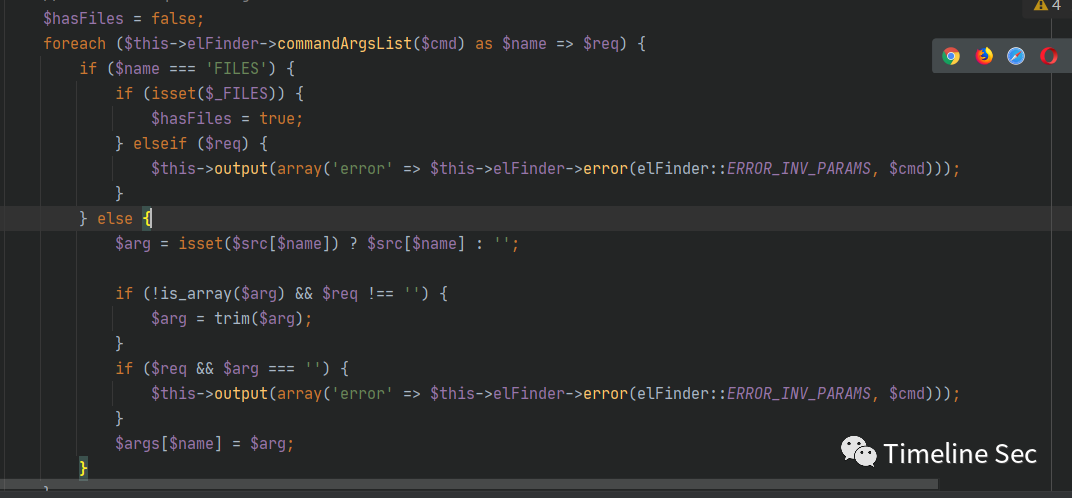 4
$hasFiles = false;
foreach ($this->elFinder->commandArgsList($cmd) as $name => $req) {
if ($name === 'FILES') {
if (isset($_FILES)) {
$hasFiles = true;
} elseif ($req) {
$this->output(array('error' => $this->elFinder->error(elFinder::ERROR_INV_PARAMS, $cmd)));
}
} else {
$arg = isset($src[$name]) ? $src[$name] : '';
if (!is_array($arg) && $req !== '') {
$arg = trim($arg);
}
if ($req && $arg === '') {
$this->output(array('error' => $this->elFinder->error(elFinder::ERROR_INV_PARAMS, $cmd)));
}
$args[$name] = $arg;
}
Timeline Sec